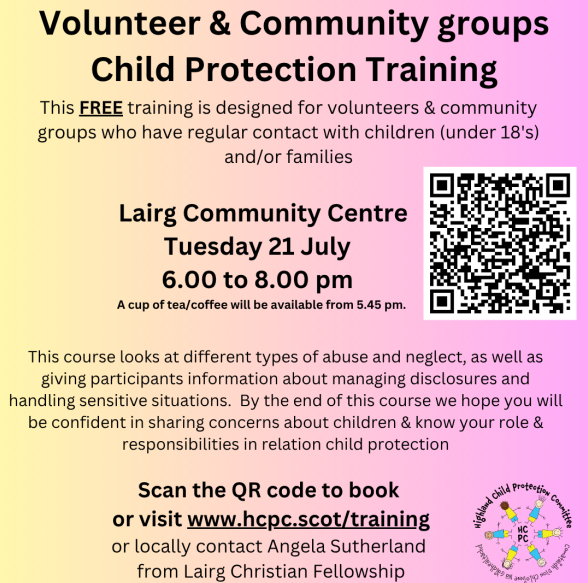 Volunteer & Community groups
Child Protection Training
This FREE training is designed for volunteers & community
groups who have regular contact with children (under 18's)
and/or families
Lairg Community Centre
Tuesday 21 July
6.00 to 8.00 pm
A cup of tea/coffee will be available from 5.45 pm.
This course looks at different types of abuse and neglect, as well as
giving participants information about managing disclosures and
handling sensitive situations. By the end of this course we hope you will
be confident in sharing concerns about children & know your role &
responsibilities in relation child protection
Scan the QR code to book
or visit www.hcpc.scot/training
or locally contact Angela Sutherland
from Lairg Christian Fellowship
Highland Child Protection Committee
HC
PC